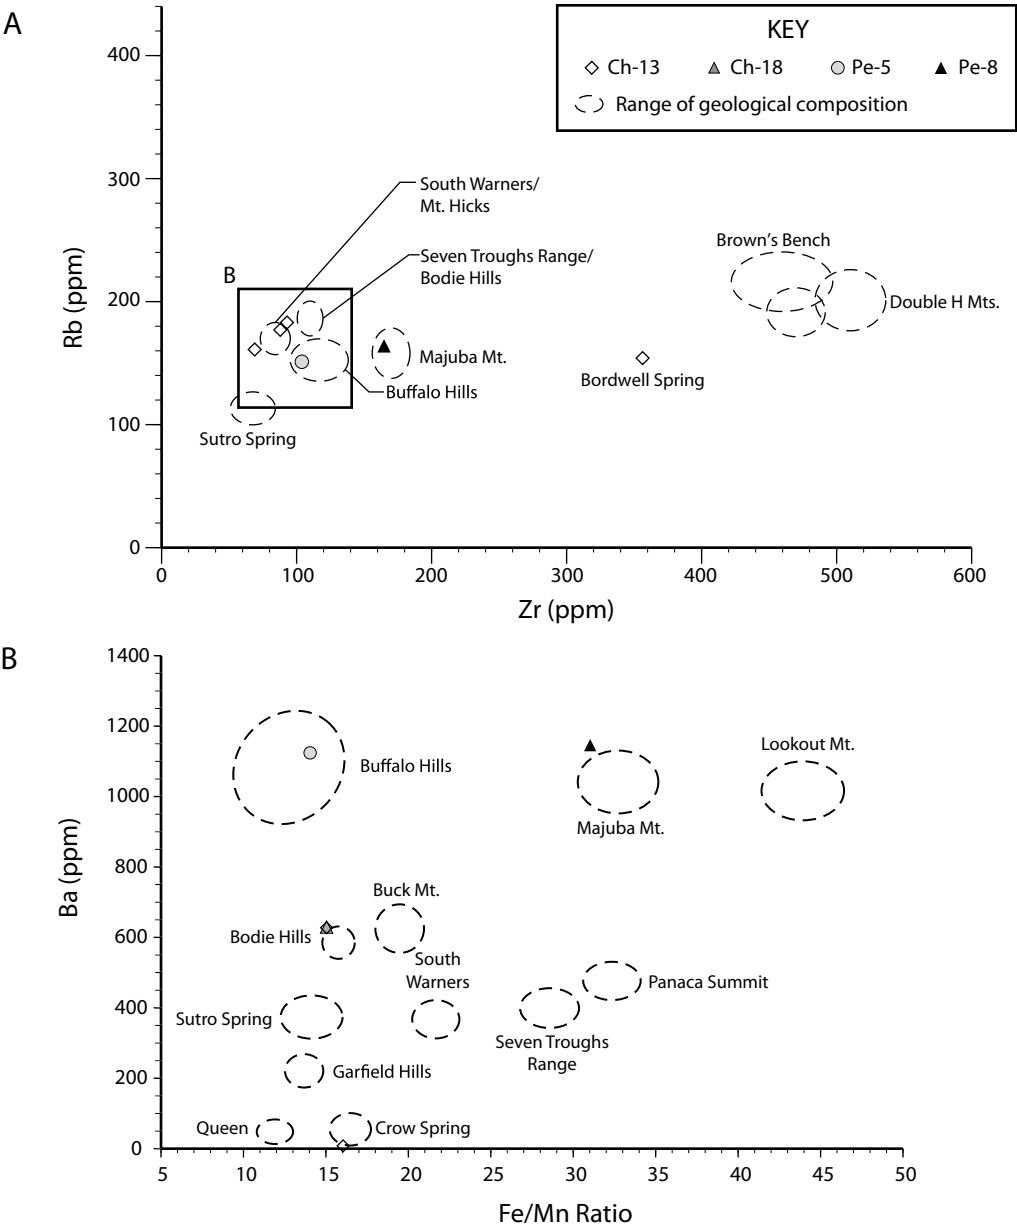 A
KEY
Ch-13 Ch-18 Pe-5 Pe-8
Range of geological composition
400
300
200
100
0
Rb (ppm)
South Warners/
Mt. Hicks
Seven Troughs Range/
Bodie Hills
B
Brown's Bench
Double H Mts.
Majuba Mt.
Bordwell Spring
Buffalo Hills
Sutro Spring
0 100 200 300 400 500 600
Zr (ppm)
B
1400
1200
1000
800
600
400
200
0
Ba (ppm)
Lookout Mt.
Buffalo Hills
Majuba Mt.
Buck Mt.
Bodie Hills
South
Warners
Panaca Summit
Sutro Spring
Seven Troughs
Range
Garfield Hills
Queen
Crow Spring
5 10 15 20 25 30 35 40 45 50
Fe/Mn Ratio